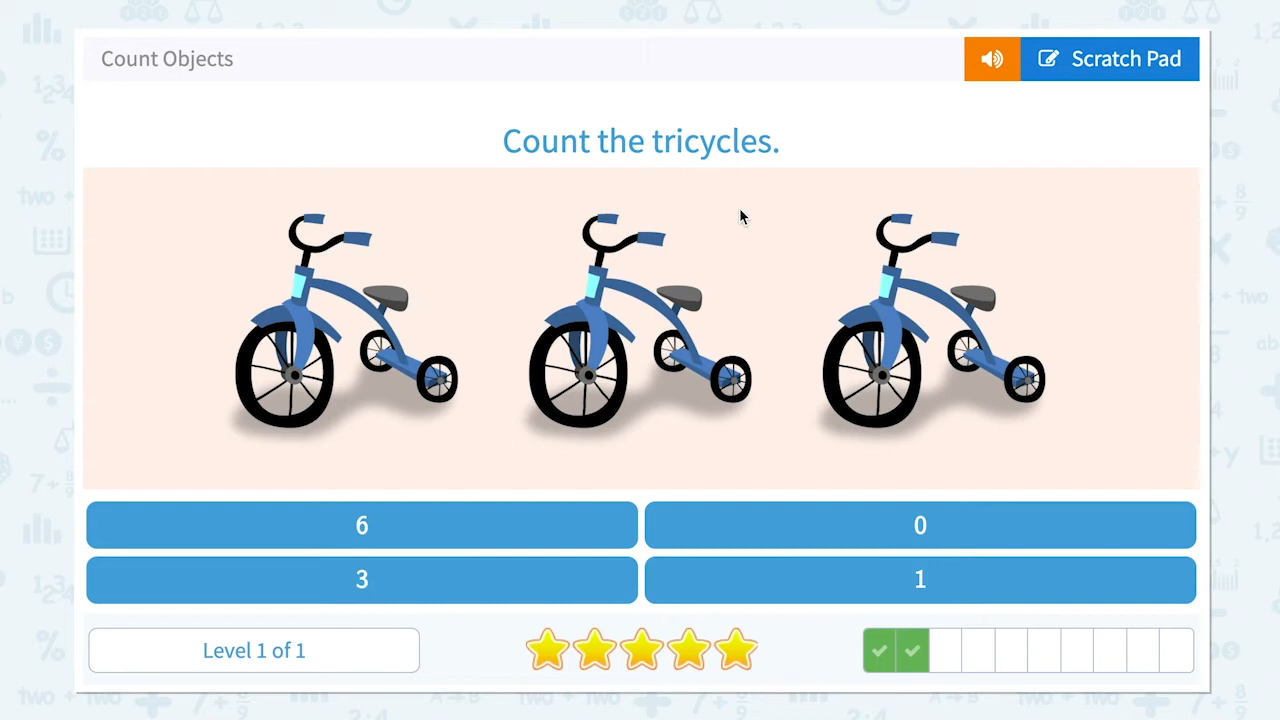 Count Objects
Scratch Pad
Count the tricycles.
6
0
3
1
Level 1 of 1